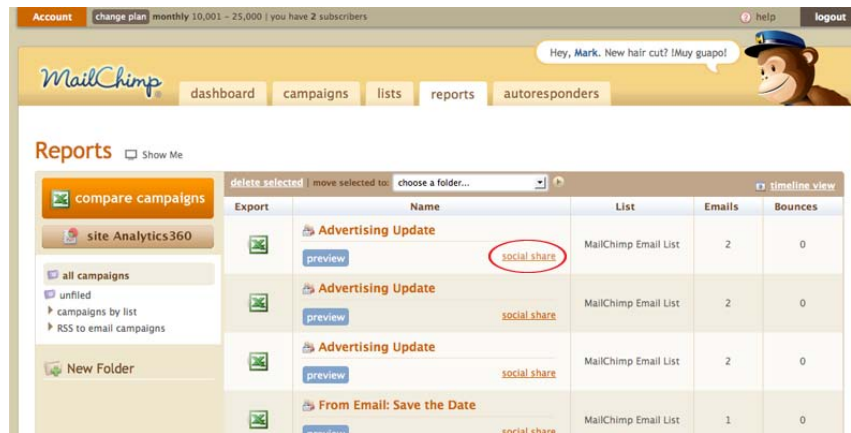 Account change plan monthly 10,001 - 25,000 | you have 2 subscribers help logout
Hey, Mark. New hair cut? !Muy guapo!
MailChimp
dashboard campaigns lists reports autoresponders
Reports Show Me
delete selected | move selected to: choose a folder... timeline view
compare campaigns
site Analytics360
all campaigns
unfiled
campaigns by list
RSS to email campaigns
New Folder
Export Name List Emails Bounces
Advertising Update
preview social share MailChimp Email List 2 0
Advertising Update
preview social share MailChimp Email List 2 0
Advertising Update
preview social share MailChimp Email List 2 0
From Email: Save the Date
preview social share MailChimp Email List 1 0